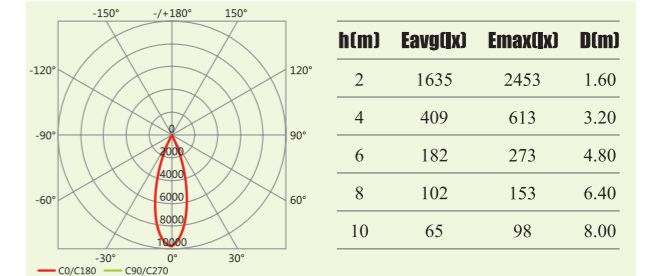 -150° -/+180° 150°
-120° 120°
-90° 90°
-60° 60°
-30° 0° 30°
0
2000
4000
6000
8000
10000
C0/C180 C90/C270
h(m) Eavg(lx) Emax(lx) D(m)
2 1635 2453 1.60
4 409 613 3.20
6 182 273 4.80
8 102 153 6.40
10 65 98 8.00